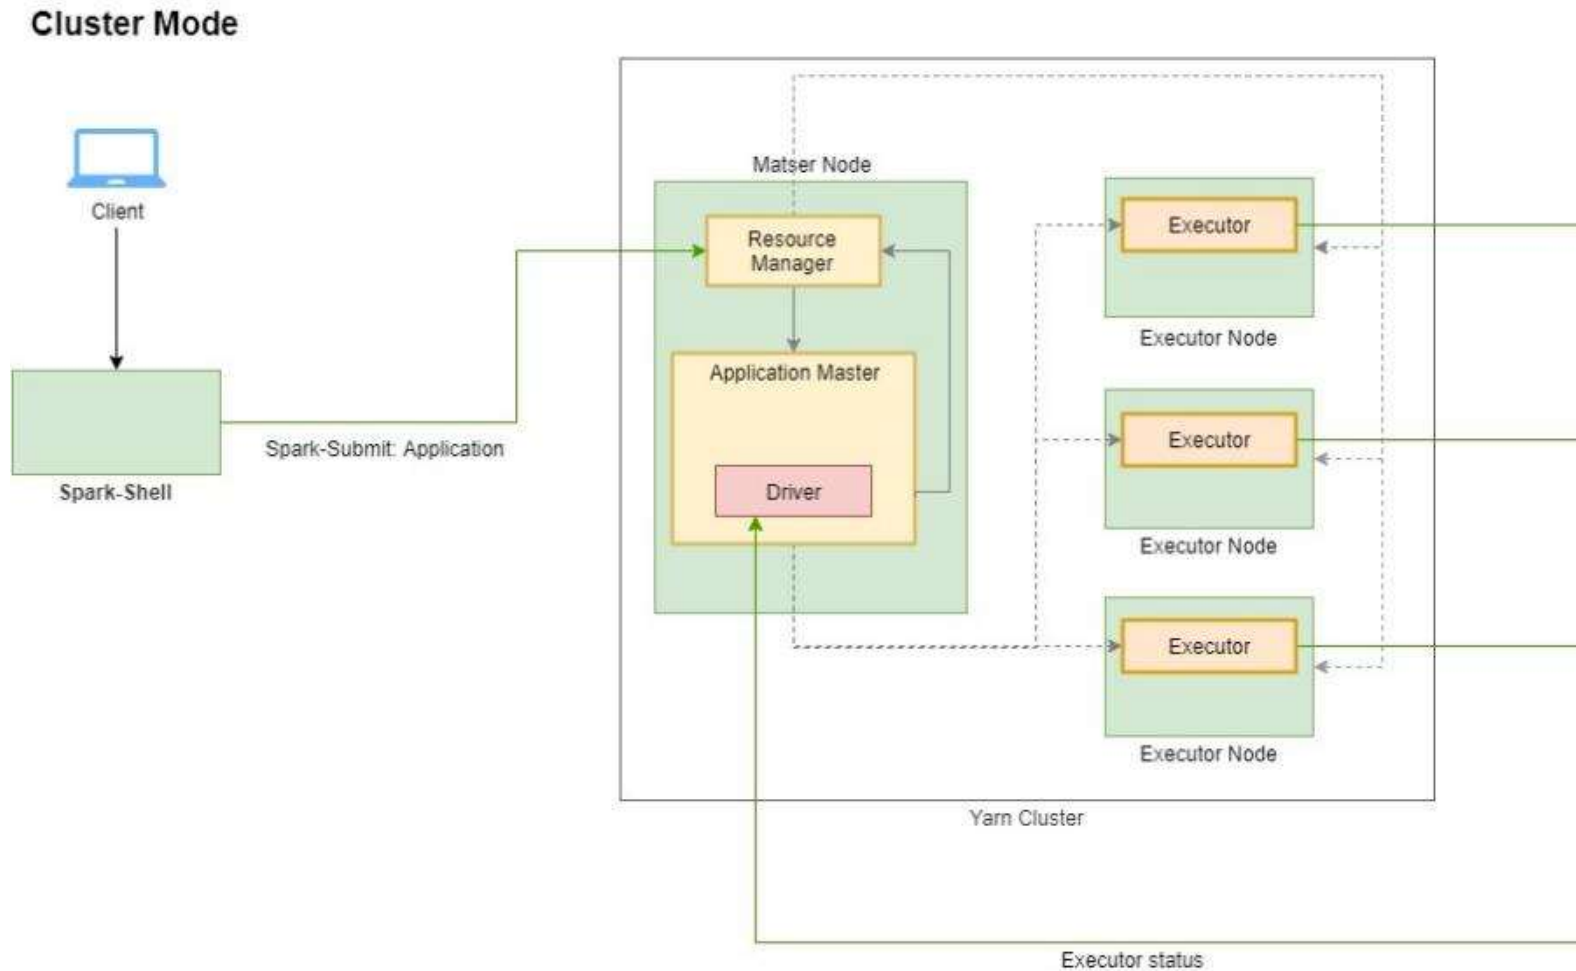 Cluster Mode
Client
Spark-Shell
Spark-Submit: Application
Matser Node
Resource
Manager
Application Master
Driver
Executor
Executor Node
Executor
Executor Node
Executor
Executor Node
Yarn Cluster
Executor status